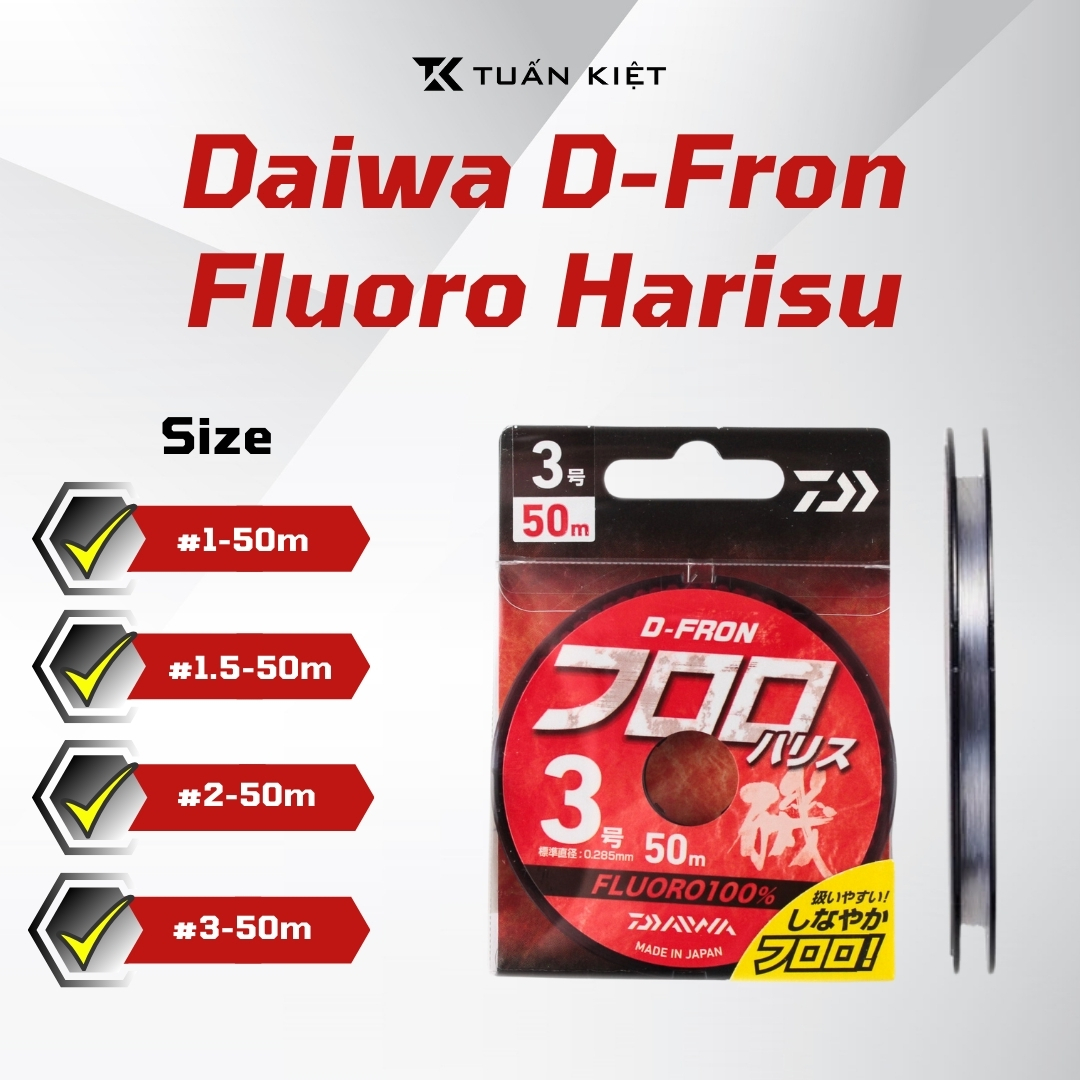 TK TUẤN KIỆT
Daiwa D-Fron
Fluoro Harisu
Size
#1-50m
#1.5-50m
#2-50m
#3-50m
3号
50m
D-FRON
フロロ
ハリス
磯
3号
標準直径:0.285mm
50m
FLUORO100%
DAIWA
MADE IN JAPAN
扱いやすい!
しなやか
フロロ!